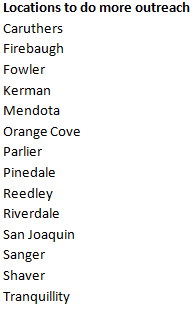 Locations to do more outreach
Caruthers
Firebaugh
Fowler
Kerman
Mendota
Orange Cove
Parlier
Pinedale
Reedley
Riverdale
San Joaquin
Sanger
Shaver
Tranquillity